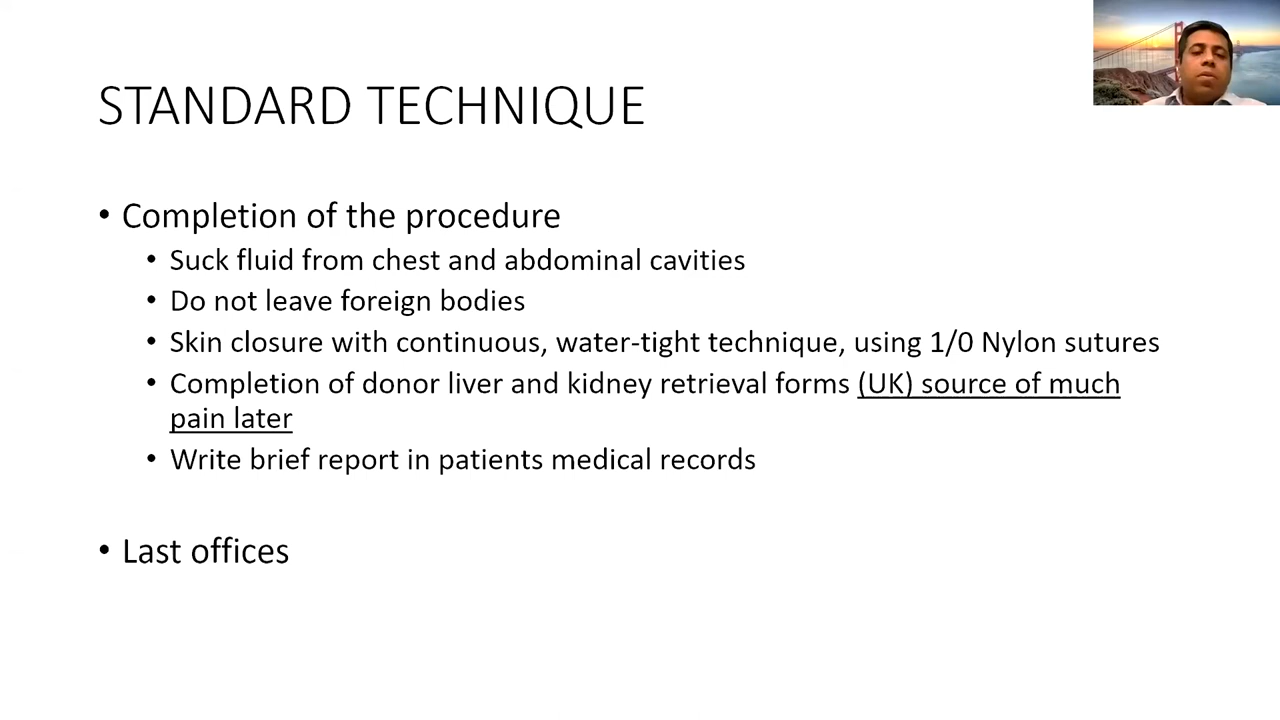 STANDARD TECHNIQUE
• Completion of the procedure
• Suck fluid from chest and abdominal cavities
• Do not leave foreign bodies
• Skin closure with continuous, water-tight technique, using 1/0 Nylon sutures
• Completion of donor liver and kidney retrieval forms (UK) source of much
pain later
• Write brief report in patients medical records
• Last offices